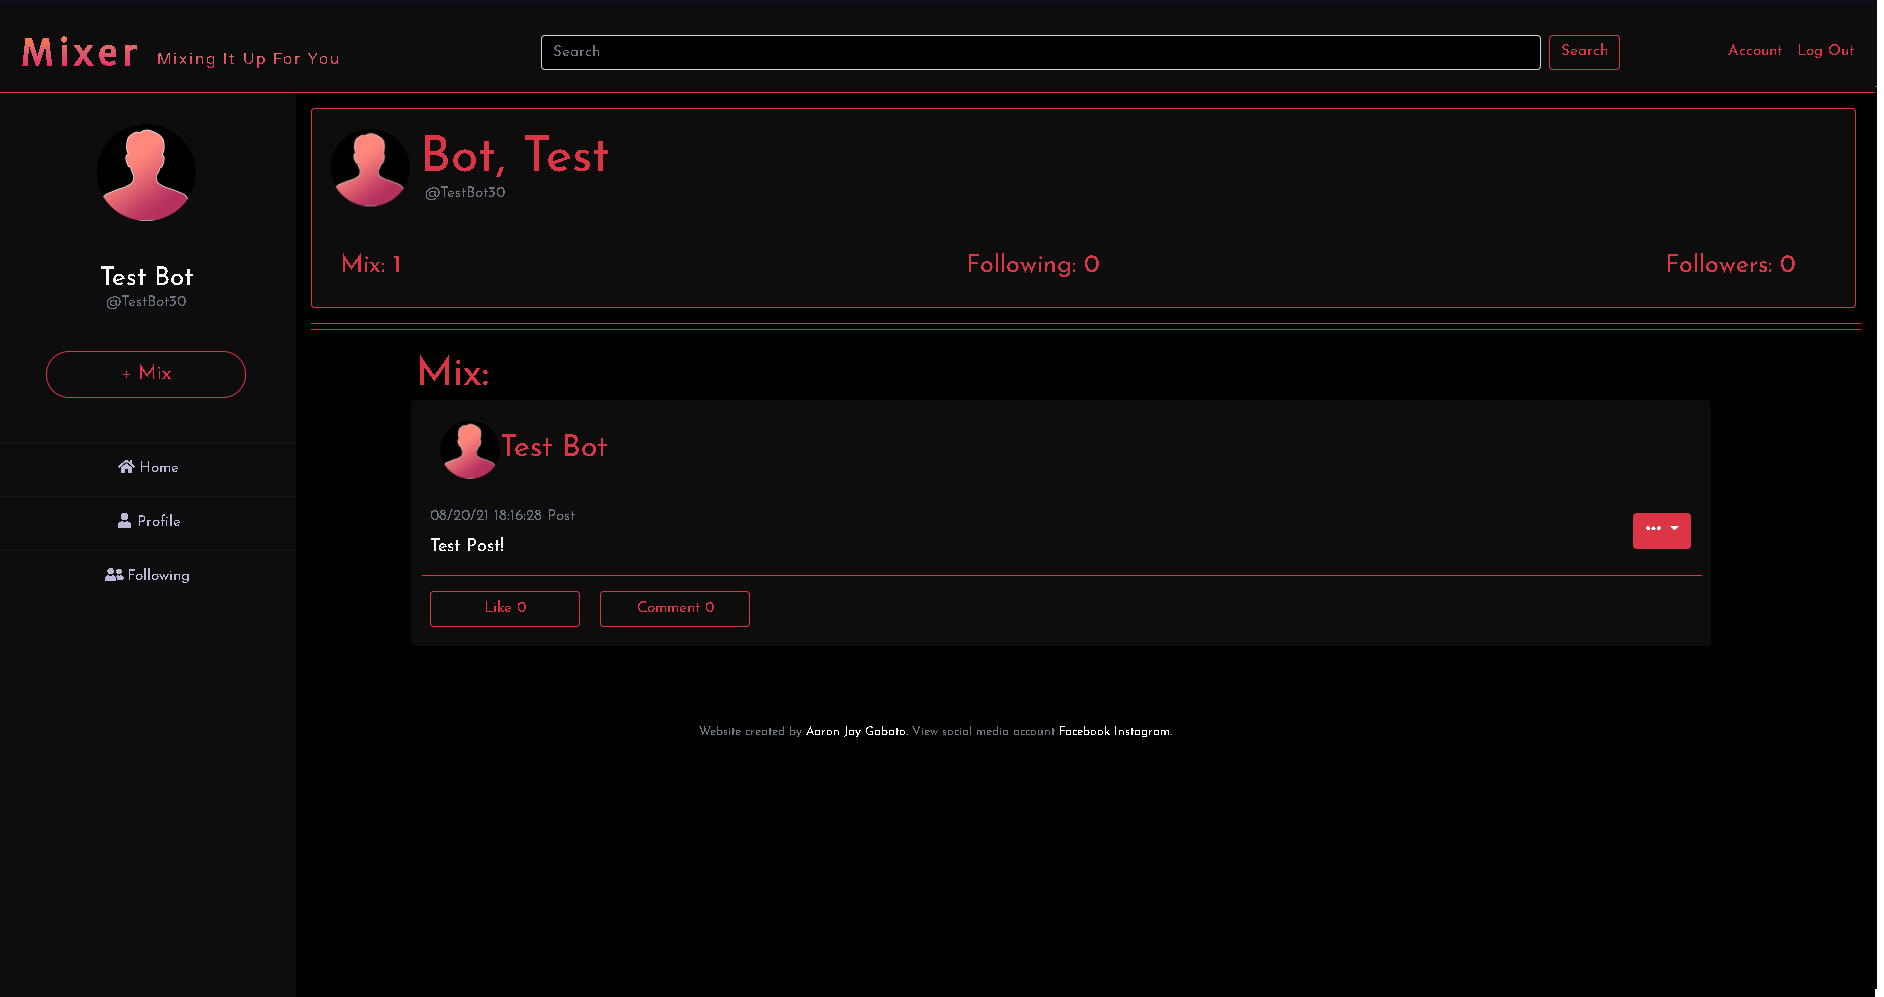 Mixer Mixing It Up For You
Search
Search
Account
Log Out
Test Bot
@TestBot30
+ Mix
Home
Profile
Following
Bot, Test
@TestBot30
Mix: 1
Following: 0
Followers: 0
Mix:
Test Bot
08/20/21 18:16:28 Post
Test Post!
Like 0
Comment 0
Website created by Aaron Jay Gabato. View social media account Facebook Instagram.